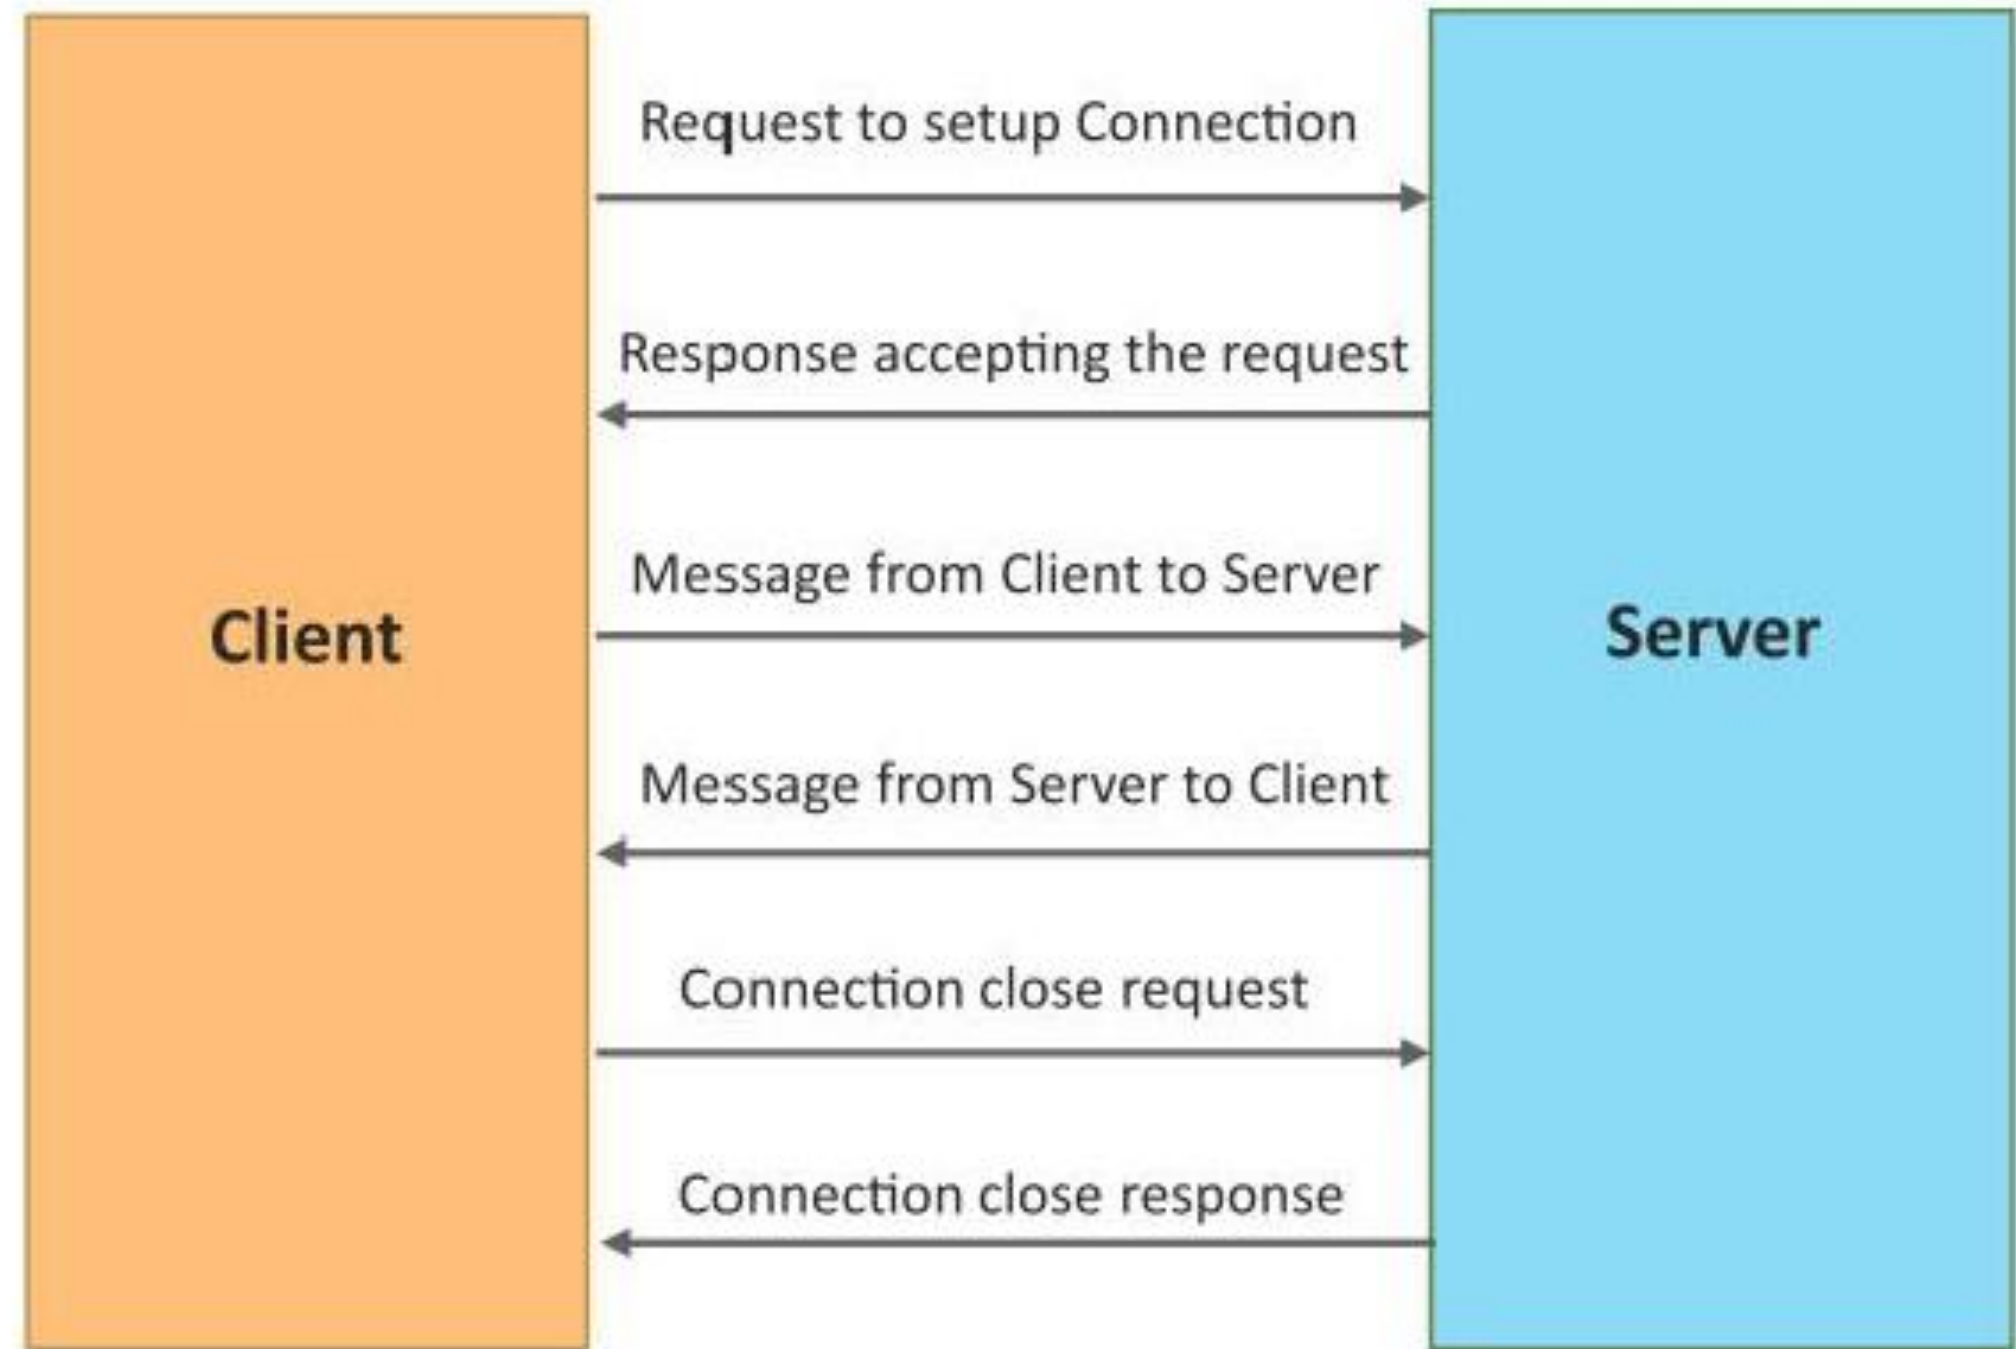 Request to setup Connection
Response accepting the request
Message from Client to Server
Client
Server
Message from Server to Client
Connection close request
Connection close response